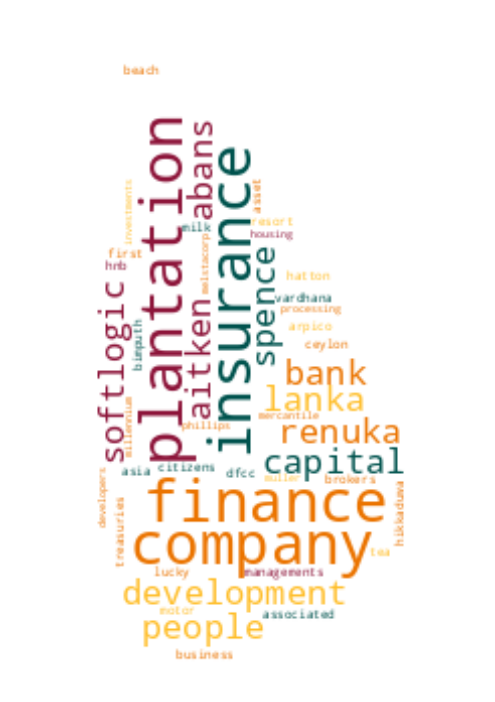 beach
plantation
abans
insurance
investments
asset
resort
milk
housing
melstacorp
first
hnb
spence
hatton
softlogic
vardhana
aitken
processing
bimputh
arpico
ceylon
bank
lanka
millennium
mercantile
phillips
renuka
capital
asia
citizens
dfcc
muller
brokers
developers
finance
hikkaduwa
treasuries
company
tea
lucky
managements
development
motor
associated
people
business